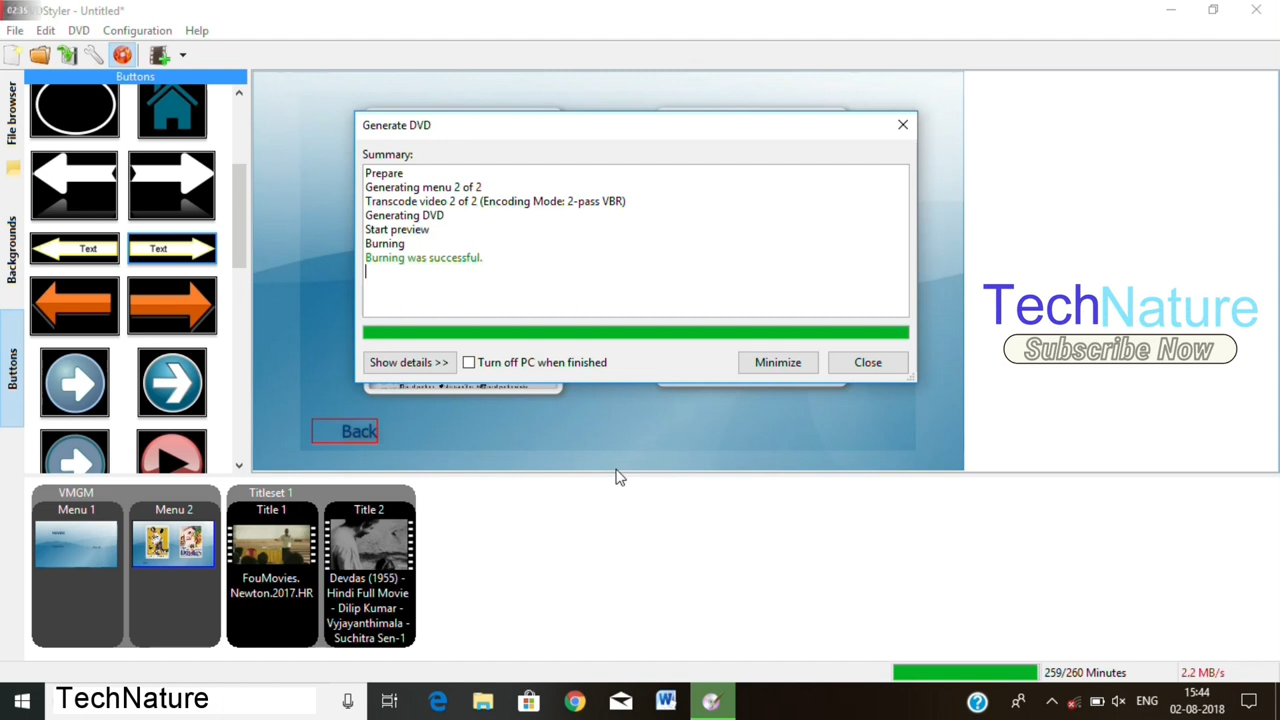 02:35
DStyler - Untitled*
File Edit DVD Configuration Help
Buttons
File browser
Backgrounds
Buttons
Text
Text
Generate DVD
Summary:
Prepare
Generating menu 2 of 2
Transcode video 2 of 2 (Encoding Mode: 2-pass VBR)
Generating DVD
Start preview
Burning
Burning was successful.
Show details >>
Turn off PC when finished
Minimize
Close
Back
TechNature
Subscribe Now
VMGM
Menu 1
Menu 2
Titleset 1
Title 1
Title 2
FouMovies.
Newton.2017.HR
Devdas (1955) -
Hindi Full Movie
- Dilip Kumar -
Vyjayanthimala -
Suchitra Sen-1
259/260 Minutes
2.2 MB/s
TechNature
ENG
15:44
02-08-2018